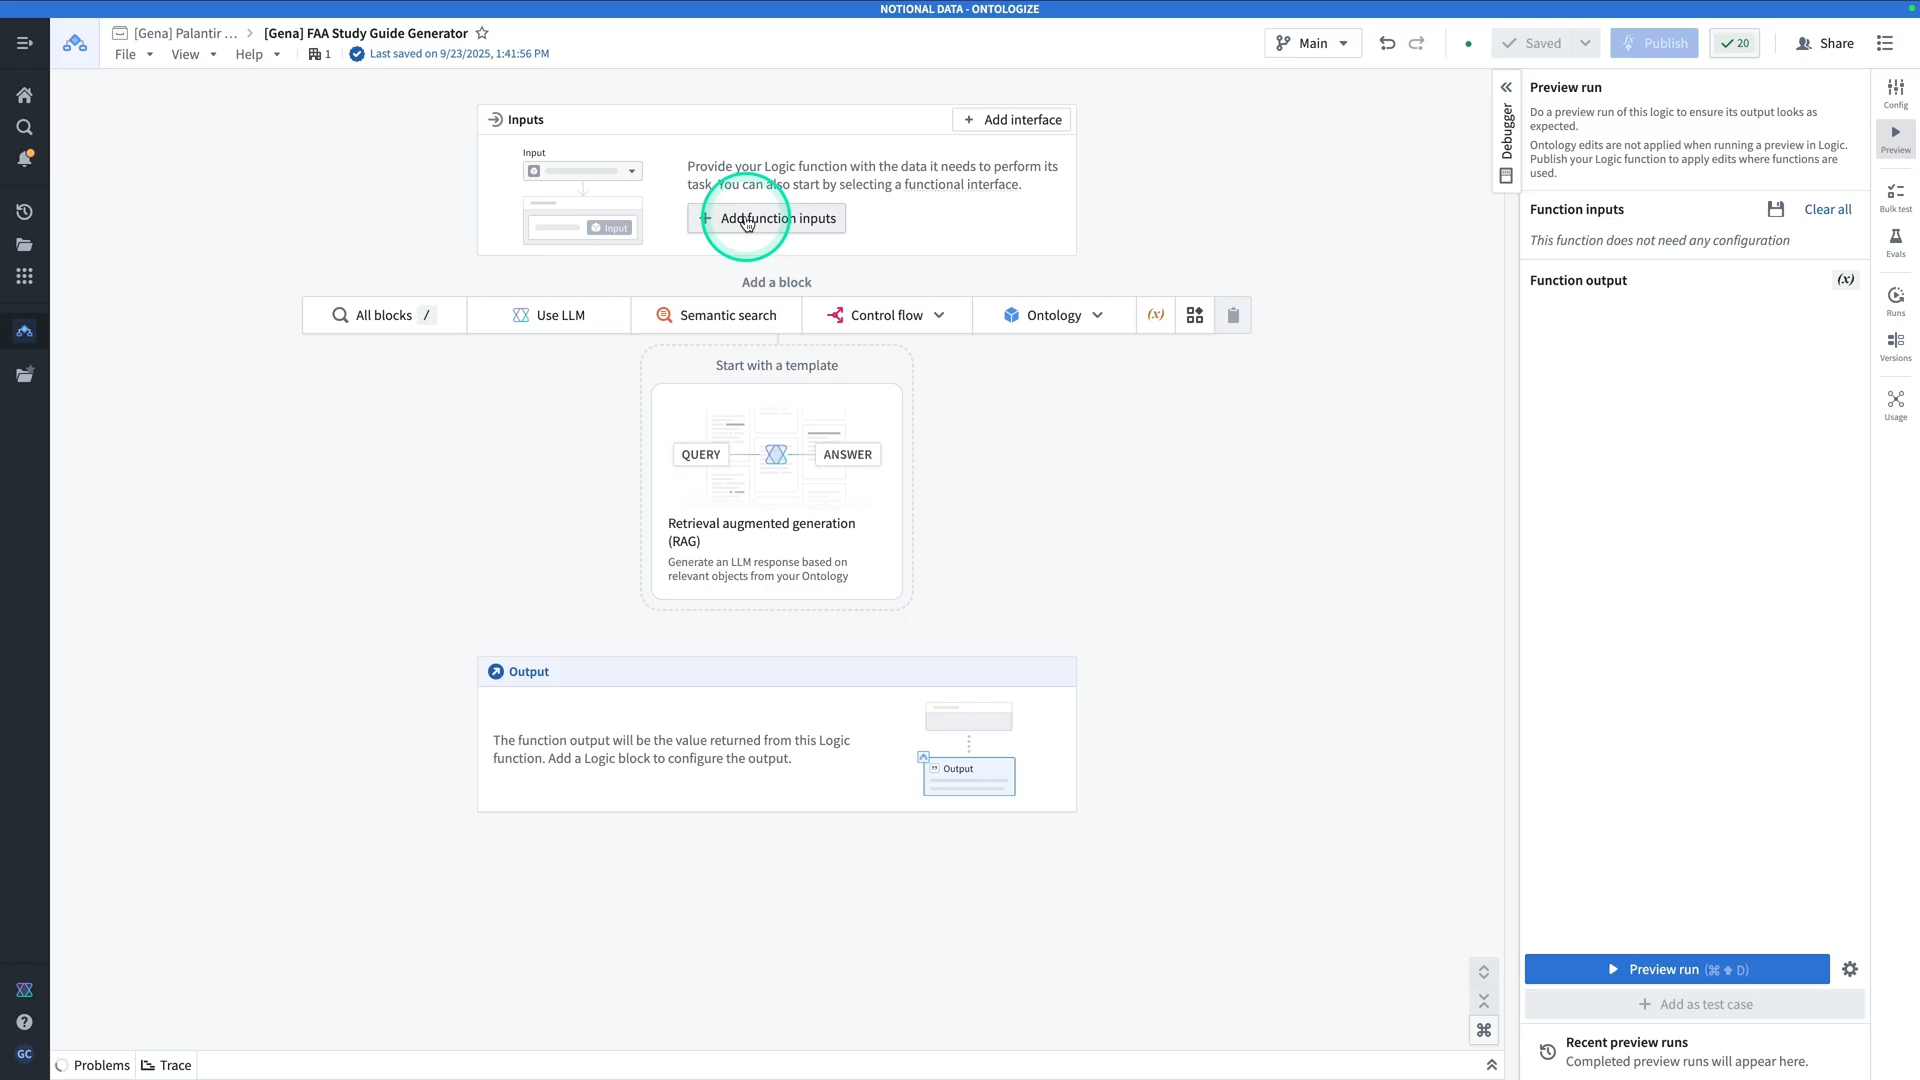 NOTIONAL DATA - ONTOLOGIZE
[Gena] Palantir ... > [Gena] FAA Study Guide Generator
File View Help 1 Last saved on 9/23/2025, 1:41:56 PM
Main
Saved
Publish
20
Share
Inputs
Add interface
Input
Input
Provide your Logic function with the data it needs to perform its
task. You can also start by selecting a functional interface.
Add function inputs
Add a block
All blocks /
Use LLM
Semantic search
Control flow
Ontology
(x)
Start with a template
QUERY
ANSWER
Retrieval augmented generation
(RAG)
Generate an LLM response based on
relevant objects from your Ontology
Output
The function output will be the value returned from this Logic
function. Add a Logic block to configure the output.
Output
Debugger
Preview run
Do a preview run of this logic to ensure its output looks as
expected.
Ontology edits are not applied when running a preview in Logic.
Publish your Logic function to apply edits where functions are
used.
Function inputs
Clear all
This function does not need any configuration
Function output
(x)
Preview run (⌘ ⇧ D)
Add as test case
Recent preview runs
Completed preview runs will appear here.
Config
Preview
Bulk test
Evals
Runs
Versions
Usage
GC
Problems
Trace